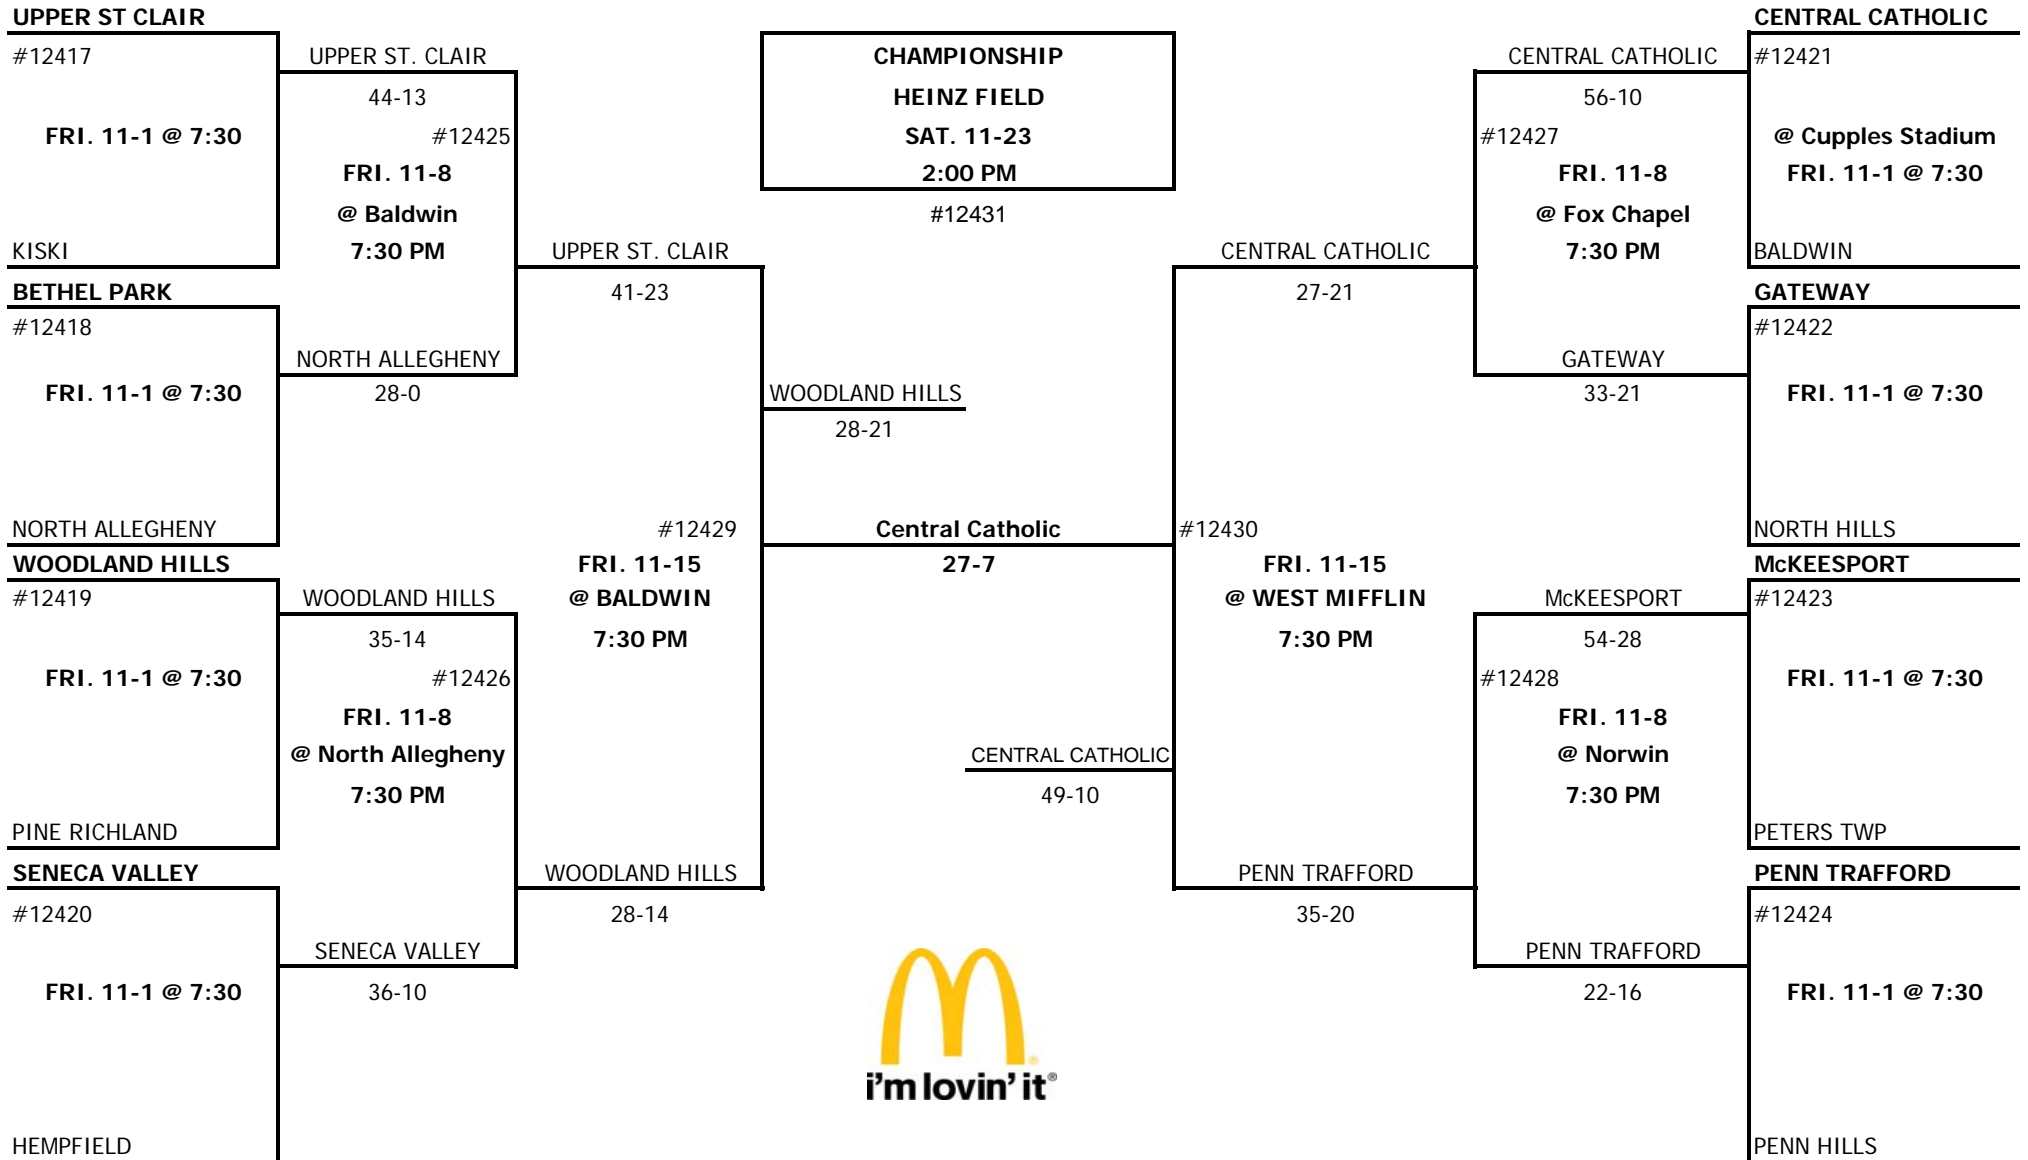 UPPER ST CLAIR
#12417
FRI. 11-1 @ 7:30
KISKI
BETHEL PARK
#12418
FRI. 11-1 @ 7:30
NORTH ALLEGHENY
WOODLAND HILLS
#12419
FRI. 11-1 @ 7:30
PINE RICHLAND
SENECA VALLEY
#12420
FRI. 11-1 @ 7:30
HEMPFIELD
UPPER ST. CLAIR
44-13
#12425
FRI. 11-8
@ Baldwin
7:30 PM
NORTH ALLEGHENY
28-0
WOODLAND HILLS
35-14
#12426
FRI. 11-8
@ North Allegheny
7:30 PM
SENECA VALLEY
36-10
UPPER ST. CLAIR
41-23
#12429
FRI. 11-15
@ BALDWIN
7:30 PM
WOODLAND HILLS
28-14
CHAMPIONSHIP
HEINZ FIELD
SAT. 11-23
2:00 PM
#12431
WOODLAND HILLS
28-21
Central Catholic
27-7
CENTRAL CATHOLIC
49-10
i'm lovin' it®
CENTRAL CATHOLIC
27-21
#12430
FRI. 11-15
@ WEST MIFFLIN
7:30 PM
PENN TRAFFORD
35-20
CENTRAL CATHOLIC
56-10
#12427
FRI. 11-8
@ Fox Chapel
7:30 PM
GATEWAY
33-21
McKEESPORT
54-28
#12428
FRI. 11-8
@ Norwin
7:30 PM
PENN TRAFFORD
22-16
CENTRAL CATHOLIC
#12421
@ Cupples Stadium
FRI. 11-1 @ 7:30
BALDWIN
GATEWAY
#12422
FRI. 11-1 @ 7:30
NORTH HILLS
McKEESPORT
#12423
FRI. 11-1 @ 7:30
PETERS TWP
PENN TRAFFORD
#12424
FRI. 11-1 @ 7:30
PENN HILLS